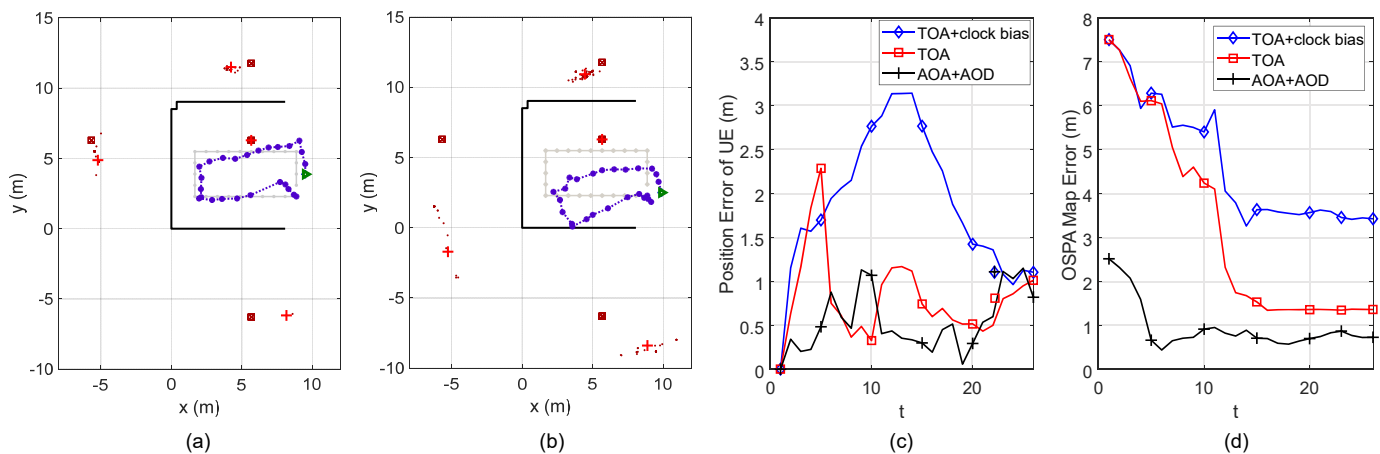 15
10
5
0
-5
-10
y (m)
-5
0
5
10
x (m)
(a)
15
10
5
0
-5
-10
y (m)
-5
0
5
10
x (m)
(b)
4
3.5
3
2.5
2
1.5
1
0.5
0
Position Error of UE (m)
TOA+clock bias
TOA
AOA+AOD
0
10
20
t
(c)
8
7
6
5
4
3
2
1
0
OSPA Map Error (m)
TOA+clock bias
TOA
AOA+AOD
0
10
20
t
(d)